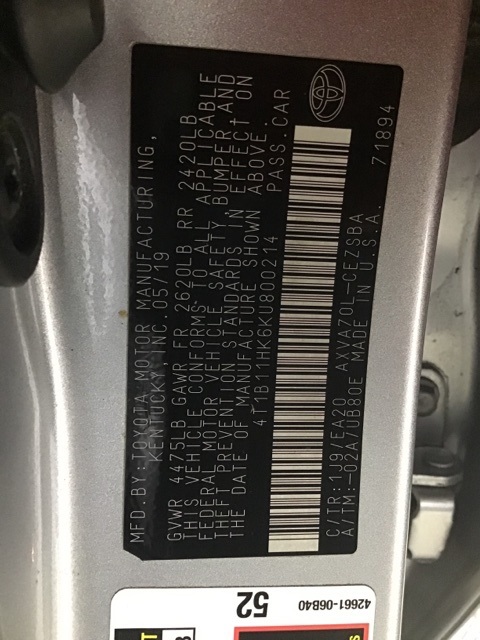 MFD.BY:TOYOTA MOTOR MANUFACTURING,
KENTUCKY, INC. 05/19
GVWR 4475LB GAWR FR 2620LB RR 2420LB
THIS VEHICLE CONFORMS TO ALL APPLICABLE
FEDERAL MOTOR VEHICLE SAFETY, BUMPER AND
THEFT PREVENTION STANDARDS IN EFFECT ON
THE DATE OF MANUFACTURE SHOWN ABOVE.
4T1B11HK6KU800214 PASS.CAR
C/TR:1J9/EA20 AXVA70L-CEZSBA
A/TM:-02A/UB80E MADE IN U.S.A.
71894
52
42661-06B40